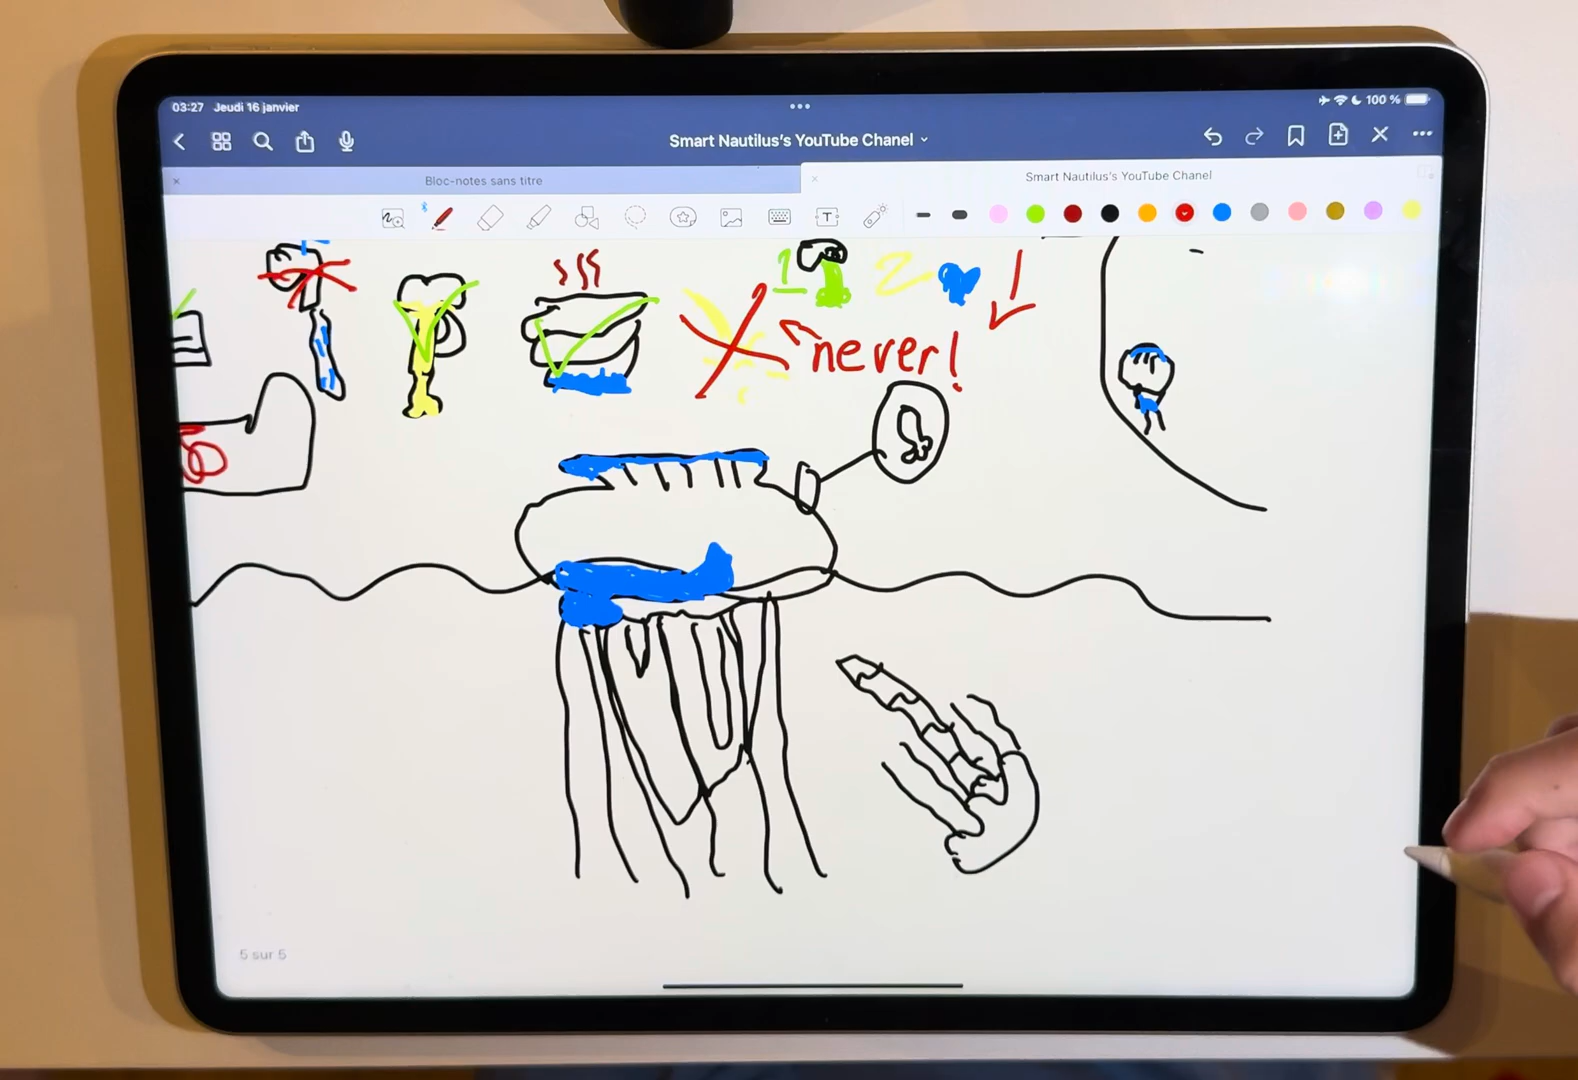 03:27 Jeudi 16 janvier
100 %
Smart Nautilus's YouTube Chanel
Bloc-notes sans titre
Smart Nautilus's YouTube Chanel
T
1 2
never!
5 sur 5